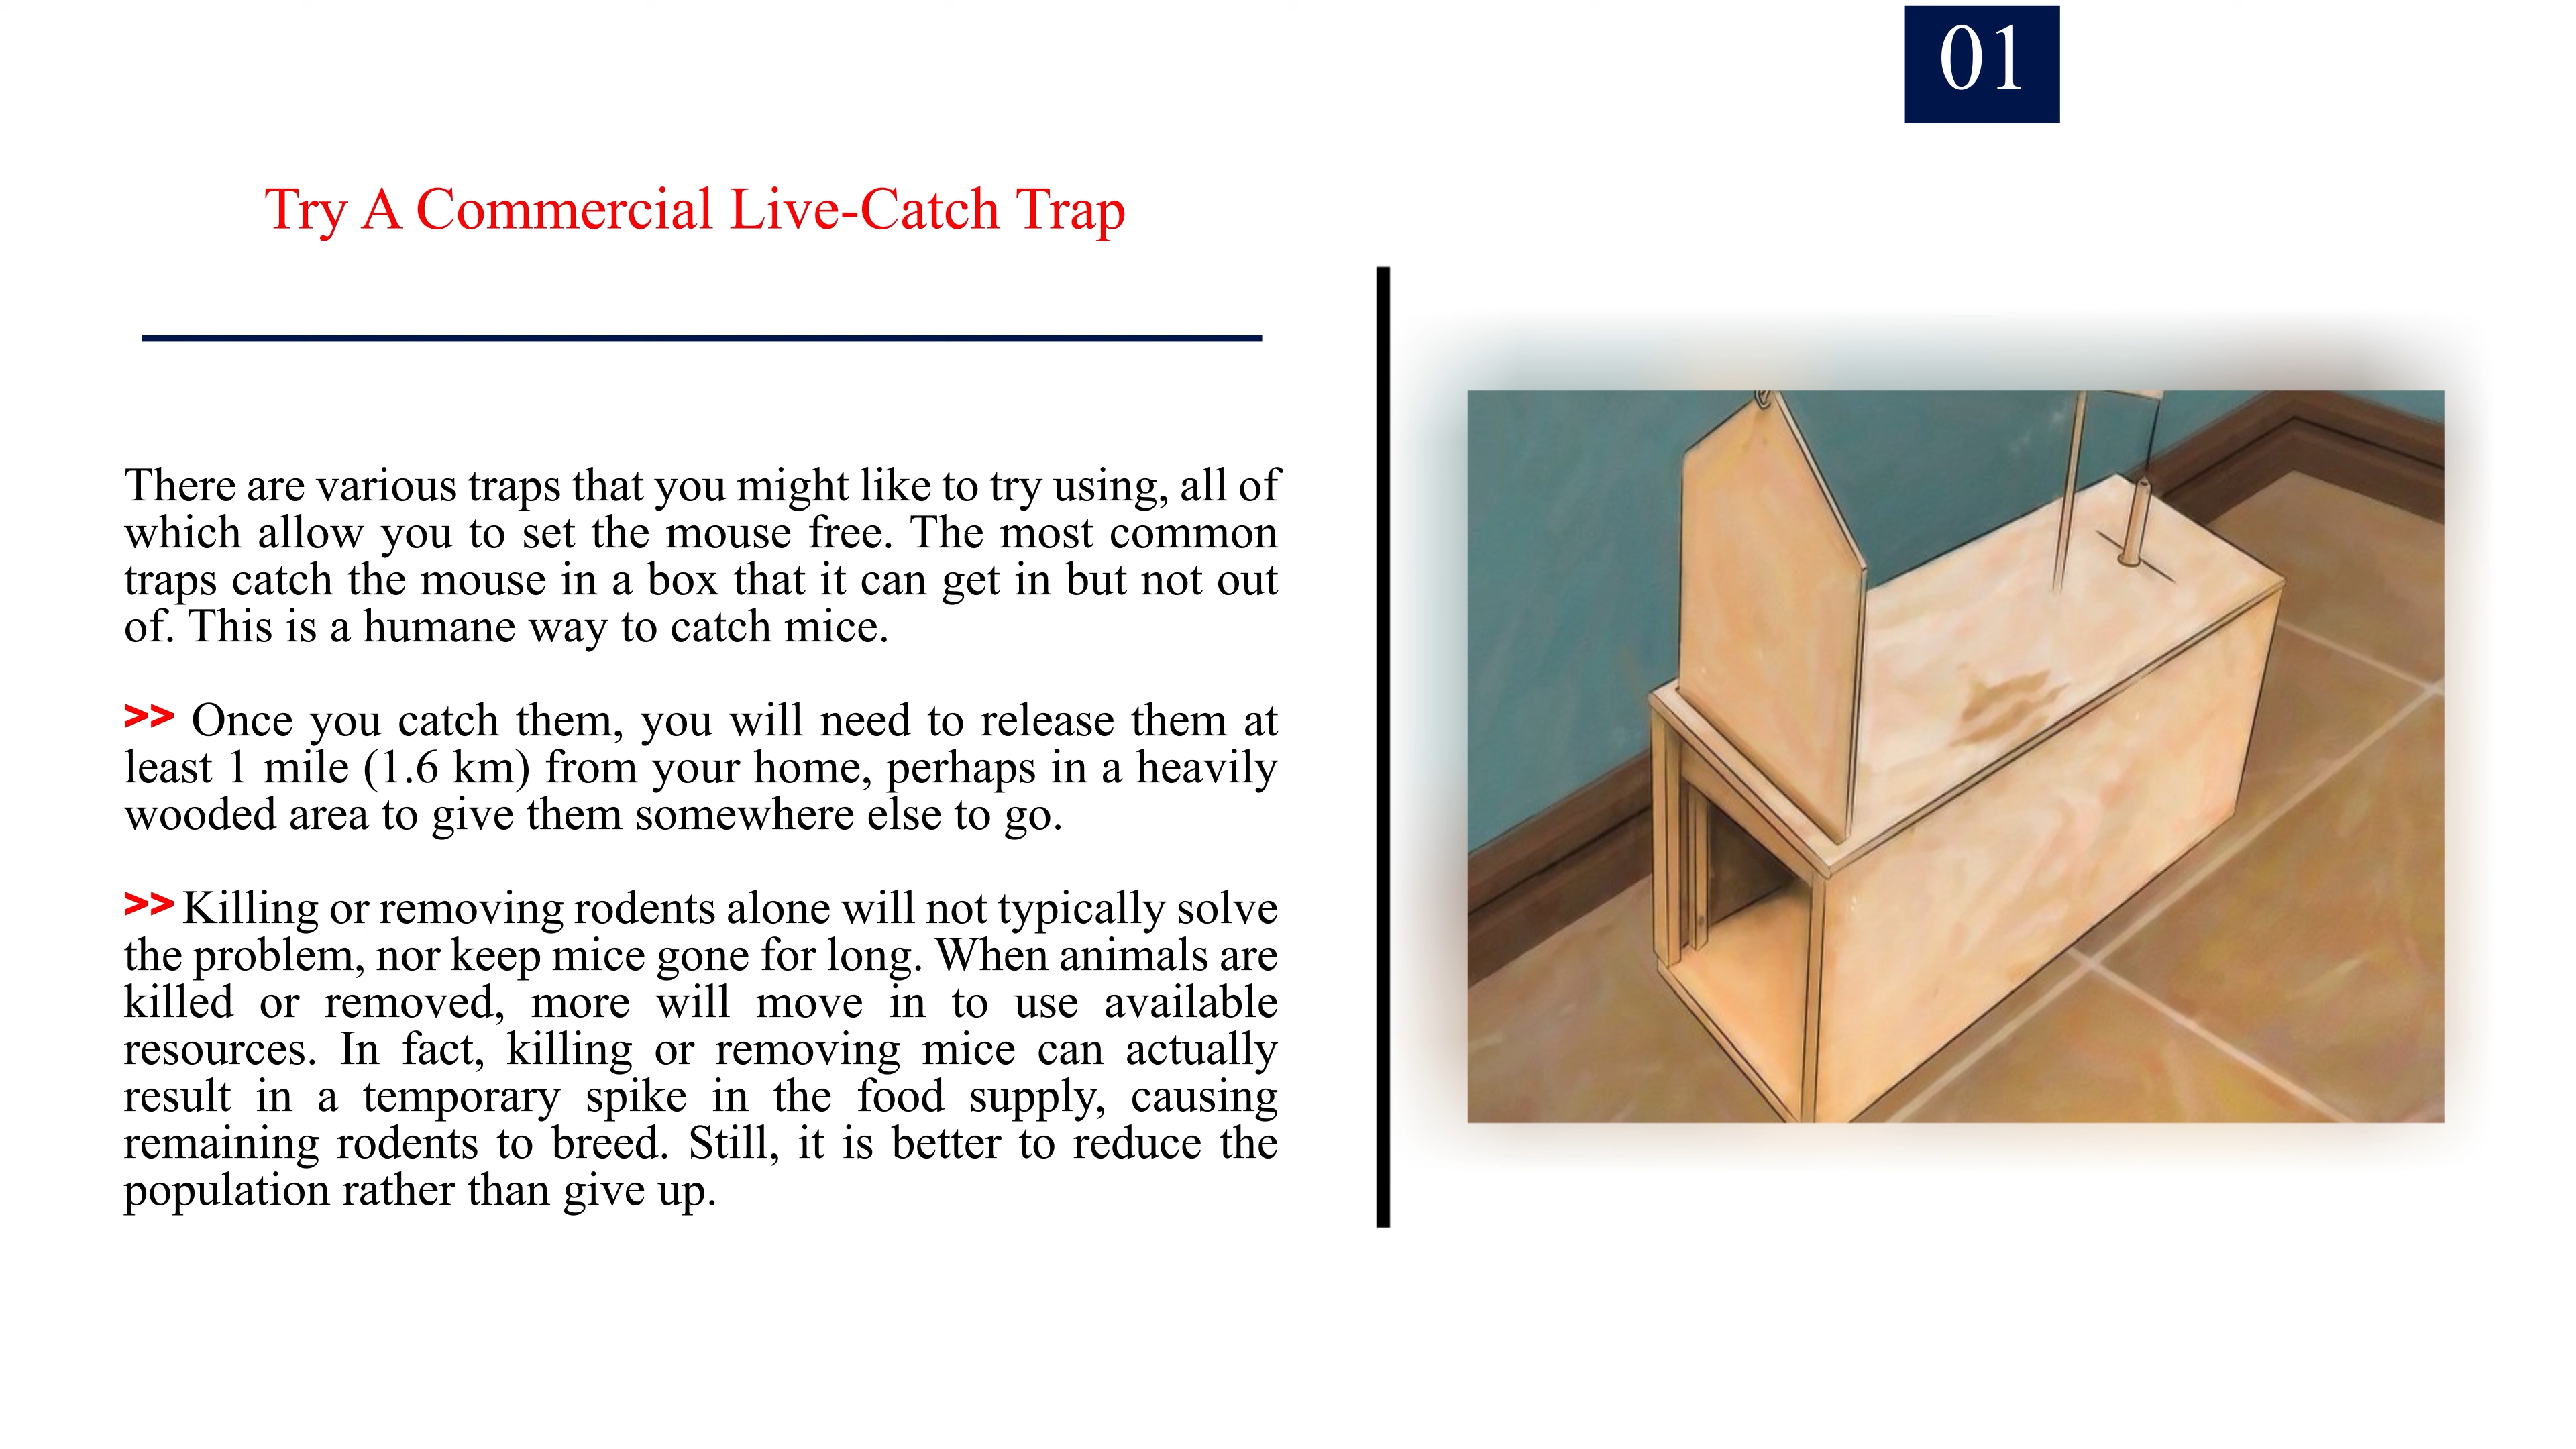 01
Try A Commercial Live-Catch Trap
There are various traps that you might like to try using, all of
which allow you to set the mouse free. The most common
traps catch the mouse in a box that it can get in but not out
of. This is a humane way to catch mice.
>> Once you catch them, you will need to release them at
least 1 mile (1.6 km) from your home, perhaps in a heavily
wooded area to give them somewhere else to go.
>> Killing or removing rodents alone will not typically solve
the problem, nor keep mice gone for long. When animals are
killed or removed, more will move in to use available
resources. In fact, killing or removing mice can actually
result in a temporary spike in the food supply, causing
remaining rodents to breed. Still, it is better to reduce the
population rather than give up.